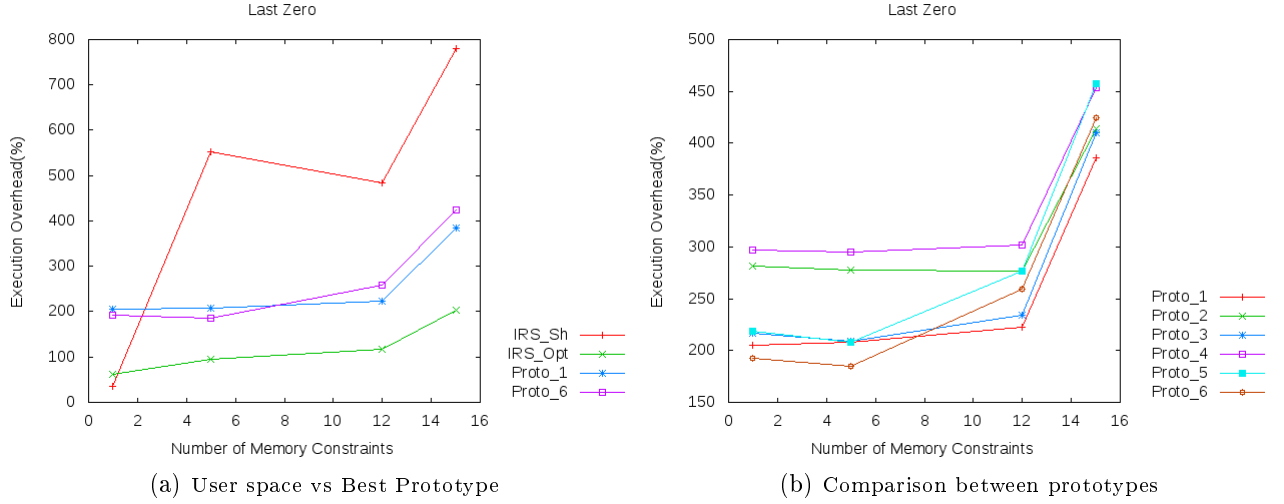 Last Zero
800
700
600
500
400
300
200
100
0
Execution Overhead(%)
0 2 4 6 8 10 12 14 16
Number of Memory Constraints
IRS_Sh
IRS_Opt
Proto_1
Proto_6
(a) User space vs Best Prototype
Last Zero
500
450
400
350
300
250
200
150
Execution Overhead(%)
0 2 4 6 8 10 12 14 16
Number of Memory Constraints
Proto_1
Proto_2
Proto_3
Proto_4
Proto_5
Proto_6
(b) Comparison between prototypes